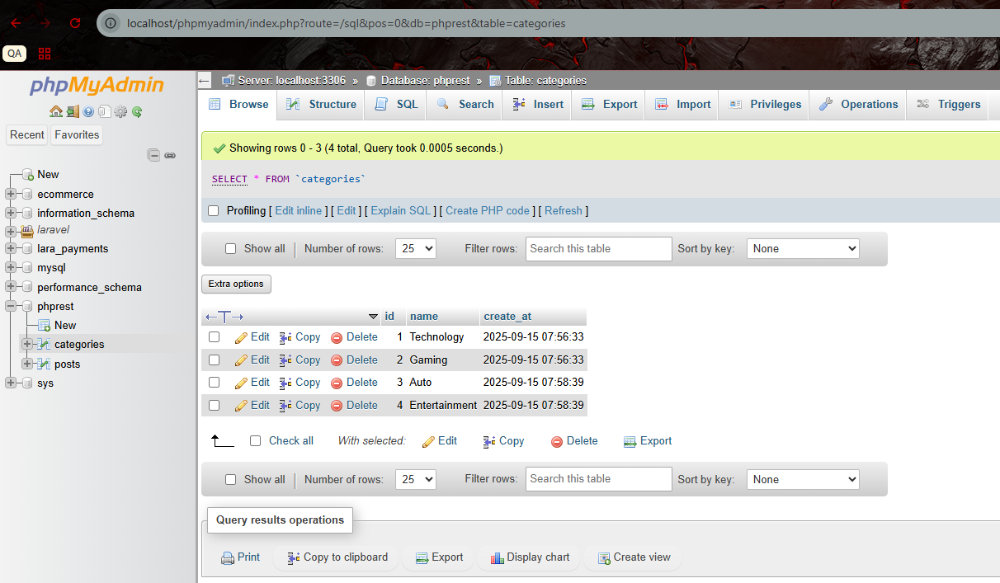 localhost/phpmyadmin/index.php?route=/sql&pos=0&db=phprest&table=categories
QA
phpMyAdmin
Recent Favorites
New
ecommerce
information_schema
laravel
lara_payments
mysql
performance_schema
phprest
New
categories
posts
sys
Server: localhost:3306 » Database: phprest » Table: categories
Browse Structure SQL Search Insert Export Import Privileges Operations Triggers
Showing rows 0 - 3 (4 total, Query took 0.0005 seconds.)
SELECT * FROM `categories`
Profiling [ Edit inline ] [ Edit ] [ Explain SQL ] [ Create PHP code ] [ Refresh ]
Show all Number of rows: 25 Filter rows: Search this table Sort by key: None
Extra options
←T→ id name create_at
Edit Copy Delete 1 Technology 2025-09-15 07:56:33
Edit Copy Delete 2 Gaming 2025-09-15 07:56:33
Edit Copy Delete 3 Auto 2025-09-15 07:58:39
Edit Copy Delete 4 Entertainment 2025-09-15 07:58:39
Check all With selected: Edit Copy Delete Export
Show all Number of rows: 25 Filter rows: Search this table Sort by key: None
Query results operations
Print Copy to clipboard Export Display chart Create view